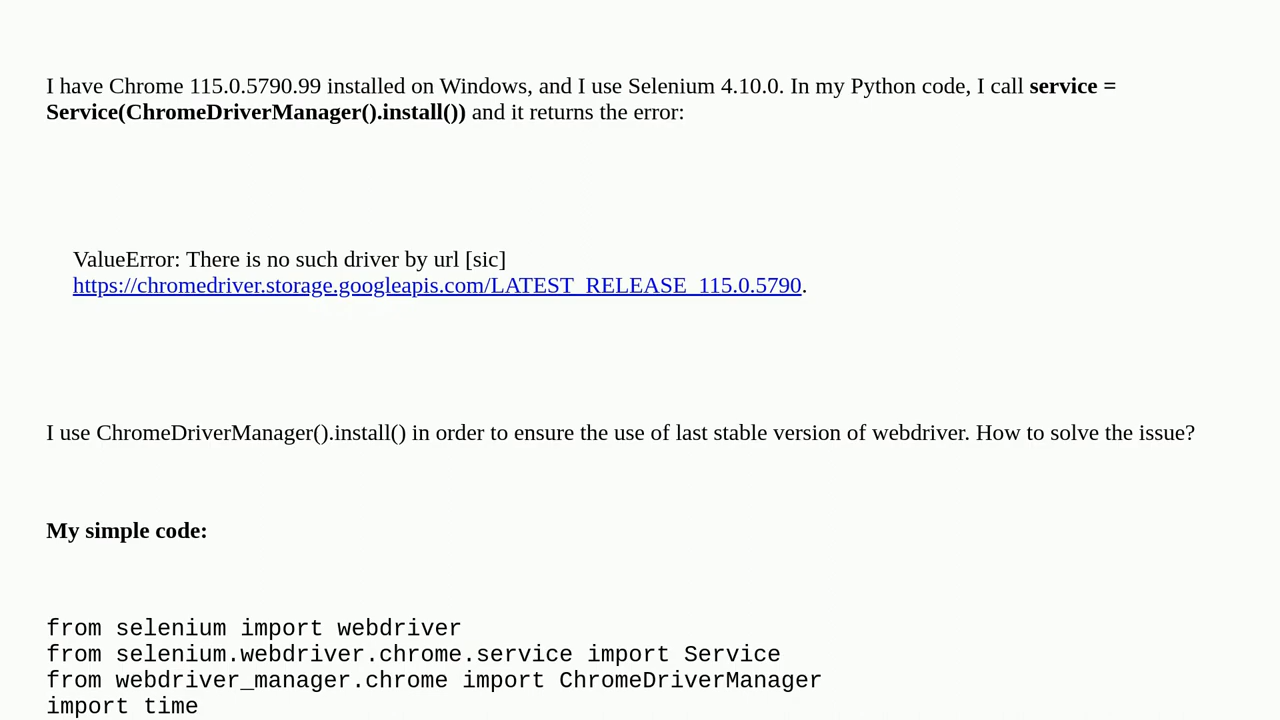 I have Chrome 115.0.5790.99 installed on Windows, and I use Selenium 4.10.0. In my Python code, I call service =
Service(ChromeDriverManager().install()) and it returns the error:
ValueError: There is no such driver by url [sic]
https://chromedriver.storage.googleapis.com/LATEST_RELEASE_115.0.5790.
I use ChromeDriverManager().install() in order to ensure the use of last stable version of webdriver. How to solve the issue?
My simple code:
from selenium import webdriver
from selenium.webdriver.chrome.service import Service
from webdriver_manager.chrome import ChromeDriverManager
import time